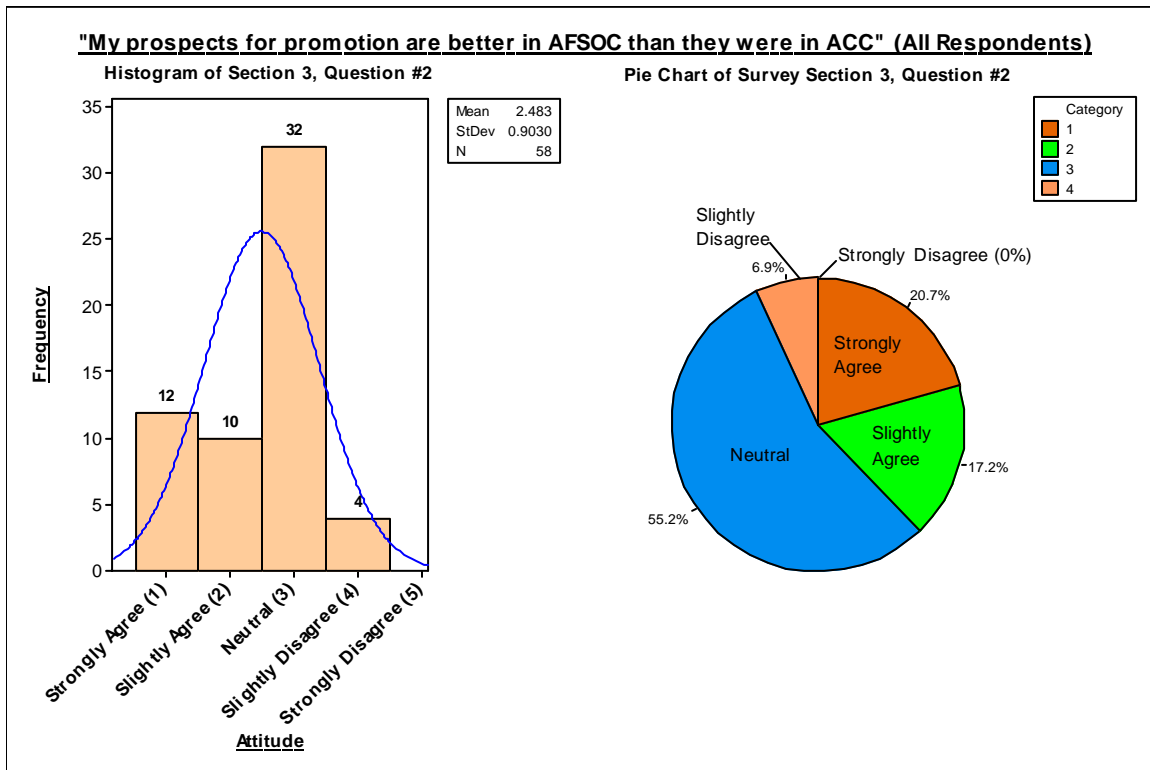 "My prospects for promotion are better in AFSOC than they were in ACC" (All Respondents)
Histogram of Section 3, Question #2
Mean 2.483
StDev 0.9030
N 58
35
30
25
20
15
10
5
0
Frequency
12
10
32
4
Strongly Agree (1)
Slightly Agree (2)
Neutral (3)
Slightly Disagree (4)
Strongly Disagree (5)
Attitude
Pie Chart of Survey Section 3, Question #2
Category
1
2
3
4
Slightly
Disagree
Strongly Disagree (0%)
6.9%
20.7%
Strongly
Agree
Slightly
Agree
17.2%
Neutral
55.2%